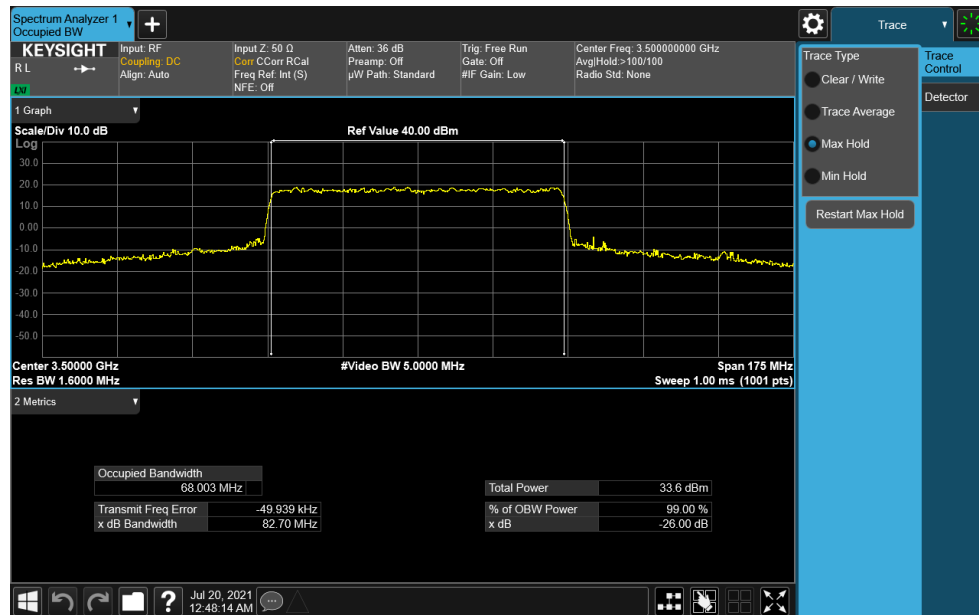 Spectrum Analyzer 1
Occupied BW
Trace
KEYSIGHT
R L
LXI
Input: RF
Coupling: DC
Align: Auto
Input Z: 50 Ω
Corr CCorr RCal
Freq Ref: Int (S)
NFE: Off
Atten: 36 dB
Preamp: Off
µW Path: Standard
Trig: Free Run
Gate: Off
#IF Gain: Low
Center Freq: 3.500000000 GHz
Avg|Hold:>100/100
Radio Std: None
1 Graph
Scale/Div 10.0 dB
Ref Value 40.00 dBm
Log
30.0
20.0
10.0
0.00
-10.0
-20.0
-30.0
-40.0
-50.0
Center 3.50000 GHz
#Video BW 5.0000 MHz
Span 175 MHz
Res BW 1.6000 MHz
Sweep 1.00 ms (1001 pts)
2 Metrics
Occupied Bandwidth
68.003 MHz
Transmit Freq Error -49.939 kHz
x dB Bandwidth 82.70 MHz
Total Power 33.6 dBm
% of OBW Power 99.00 %
x dB -26.00 dB
Trace Type
Clear / Write
Trace Average
Max Hold
Min Hold
Restart Max Hold
Trace
Control
Detector
?
Jul 20, 2021
12:48:14 AM